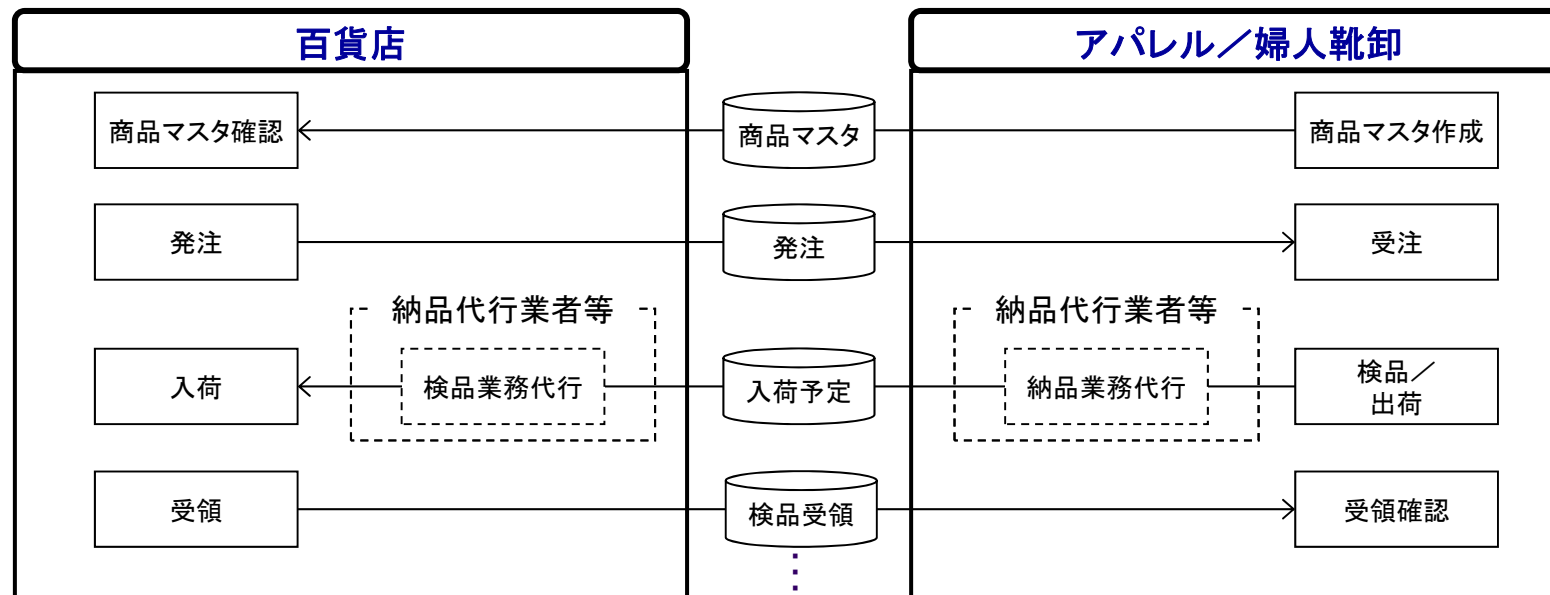 百貨店
アパレル／婦人靴卸
商品マスタ確認
商品マスタ
商品マスタ作成
発注
発注
受注
納品代行業者等
納品代行業者等
入荷
検品業務代行
入荷予定
納品業務代行
検品／
出荷
受領
検品受領
受領確認